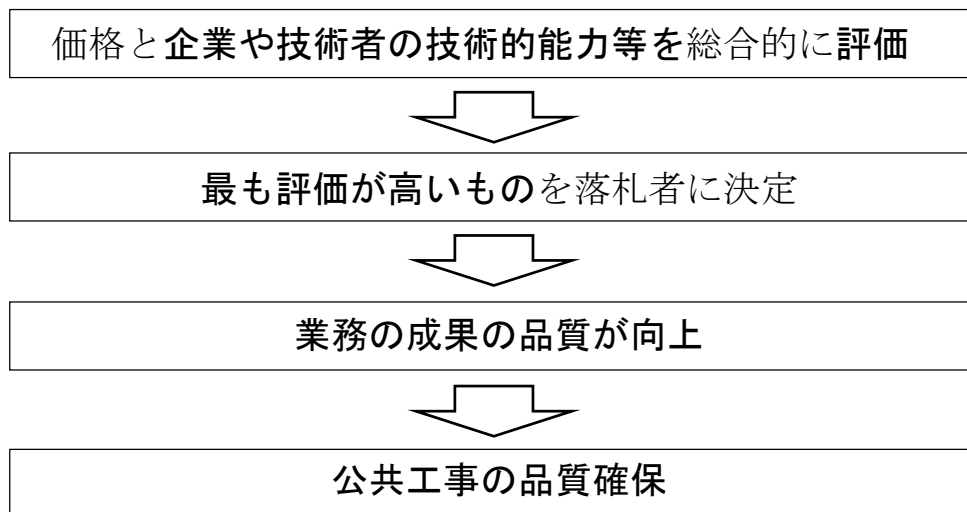 価格と企業や技術者の技術的能力等を総合的に評価
最も評価が高いものを落札者に決定
業務の成果の品質が向上
公共工事の品質確保